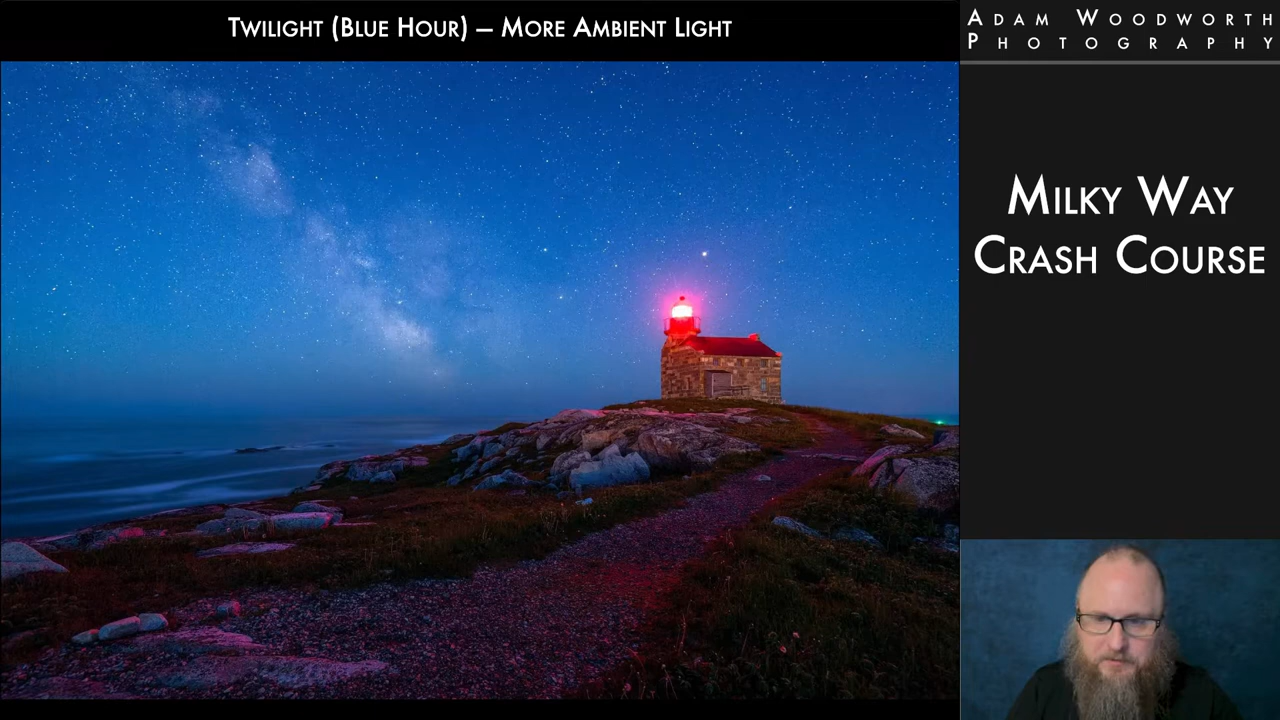 Twilight (Blue Hour) — More Ambient Light
Adam Woodworth
Photography
Milky Way
Crash Course